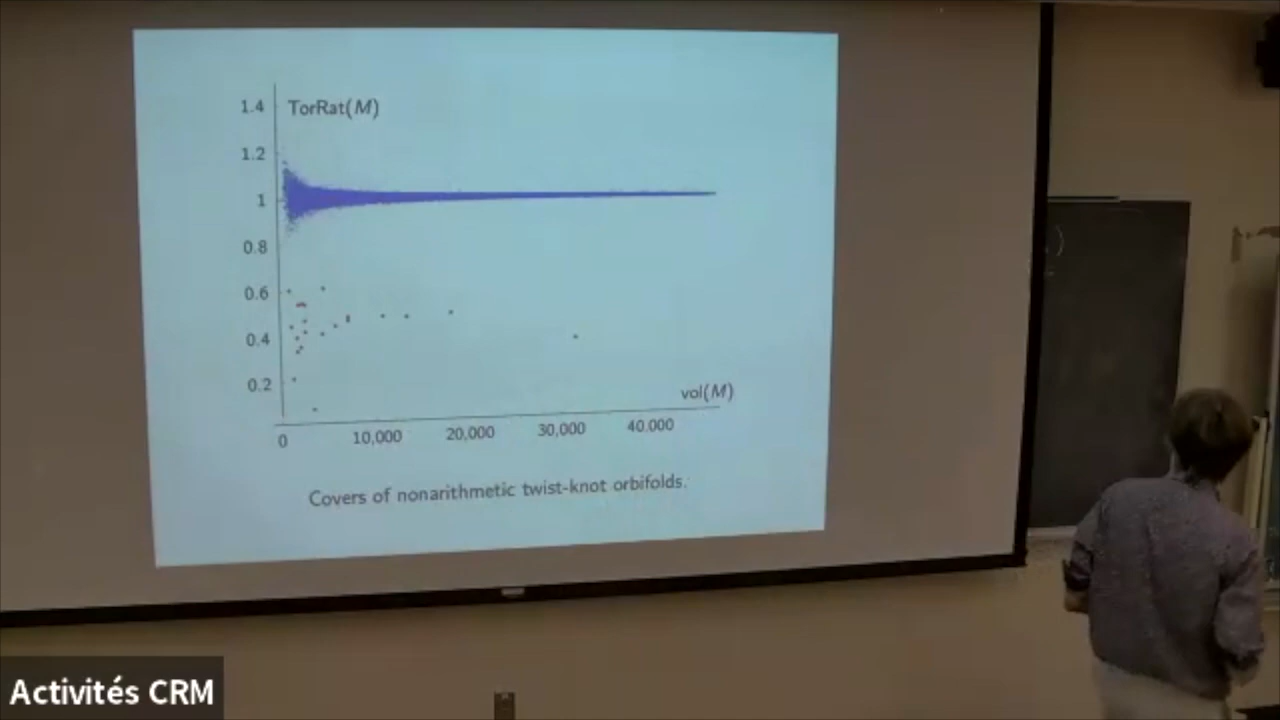 TorRat(M)
1.4
1.2
1
0.8
0.6
0.4
0.2
vol(M)
0 10,000 20,000 30,000 40,000
Covers of nonarithmetic twist-knot orbifolds.
Activités CRM